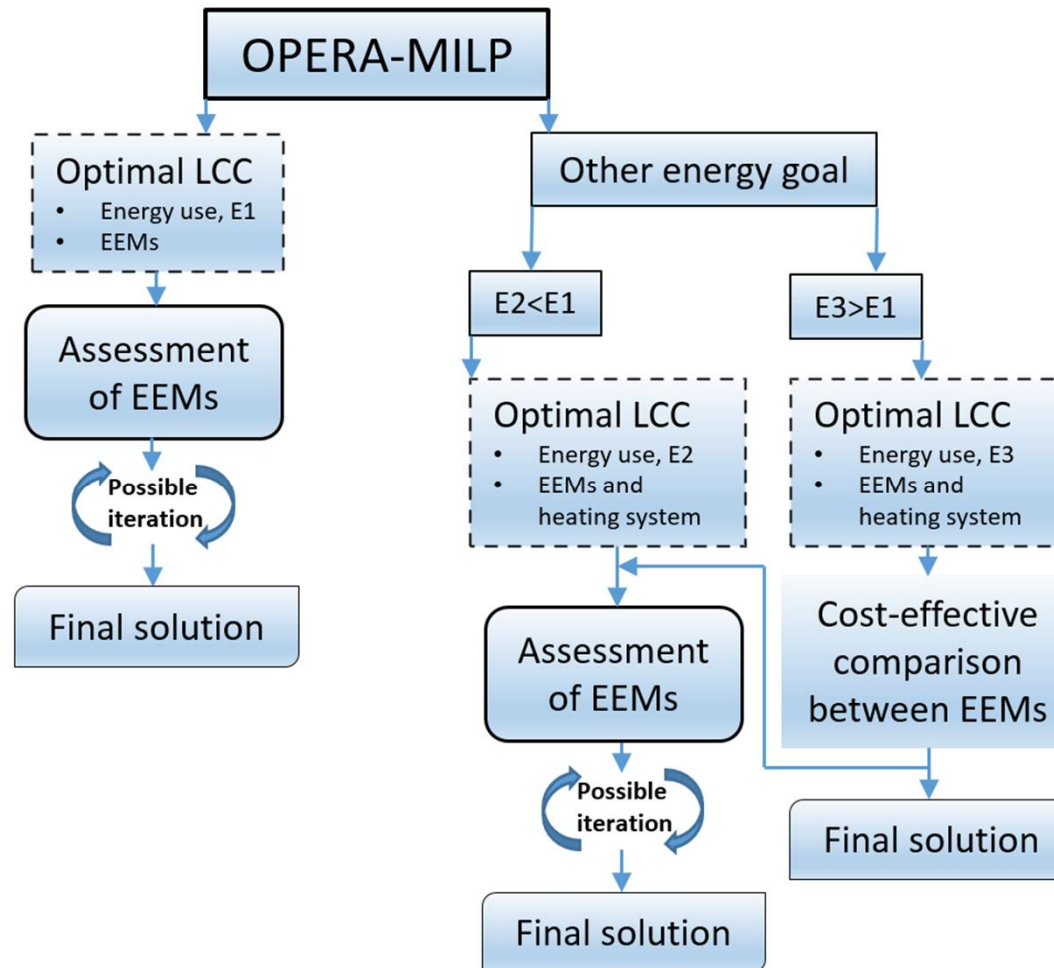 OPERA-MILP
Optimal LCC
• Energy use, E1
• EEMs
Assessment
of EEMs
Possible
iteration
Final solution
Other energy goal
E2<E1
Optimal LCC
• Energy use, E2
• EEMs and
heating system
Assessment
of EEMs
Possible
iteration
Final solution
E3>E1
Optimal LCC
• Energy use, E3
• EEMs and
heating system
Cost-effective
comparison
between EEMs
Final solution